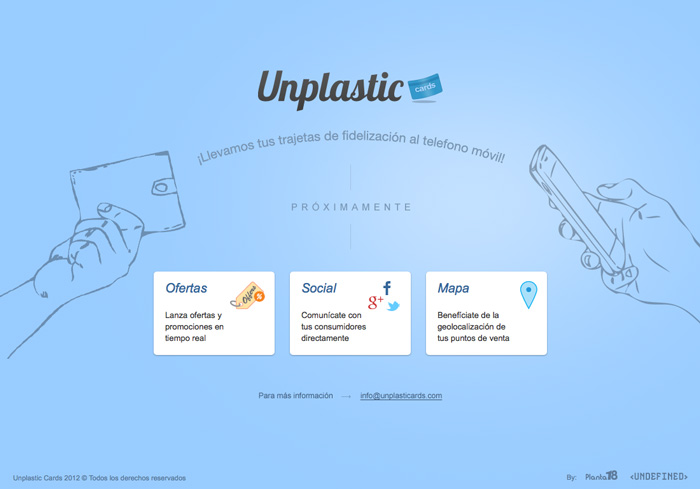 Unplastic cards
¡Llevamos tus trajetas de fidelización al telefono móvil!
PRÓXIMAMENTE
Ofertas
Offers
%
Lanza ofertas y
promociones en
tiempo real
Social
f
g+
Comunícate con
tus consumidores
directamente
Mapa
Benefíciate de la
geolocalización de
tus puntos de venta
Para más información → info@unplasticards.com
Unplastic Cards 2012 © Todos los derechos reservados
By: Planta18 <UNDEFINED>